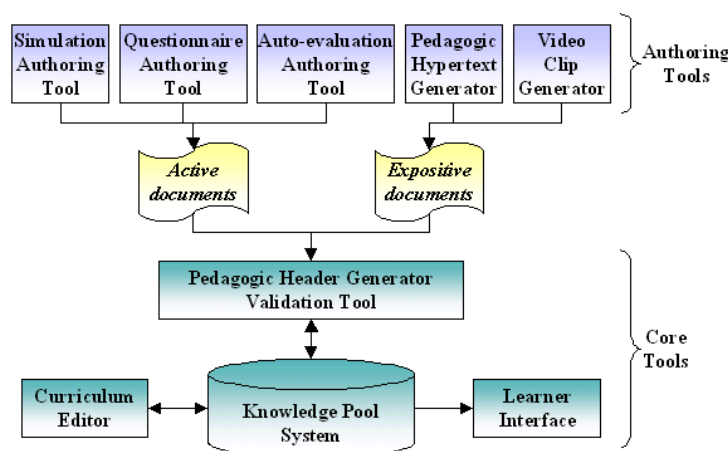 Simulation
Authoring
Tool
Questionnaire
Authoring
Tool
Auto-evaluation
Authoring
Tool
Pedagogic
Hypertext
Generator
Video
Clip
Generator
Authoring
Tools
Active
documents
Expositive
documents
Pedagogic Header Generator
Validation Tool
Core
Tools
Curriculum
Editor
Knowledge Pool
System
Learner
Interface